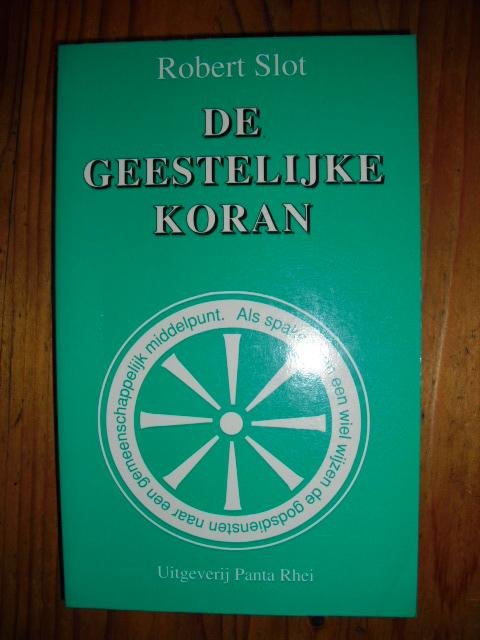 Robert Slot
DE
GEESTELIJKE
KORAN
Als een wiel wijzen de godsdiensten naar een gemeenschappelijk middelpunt.
Uitgeverij Panta Rhei